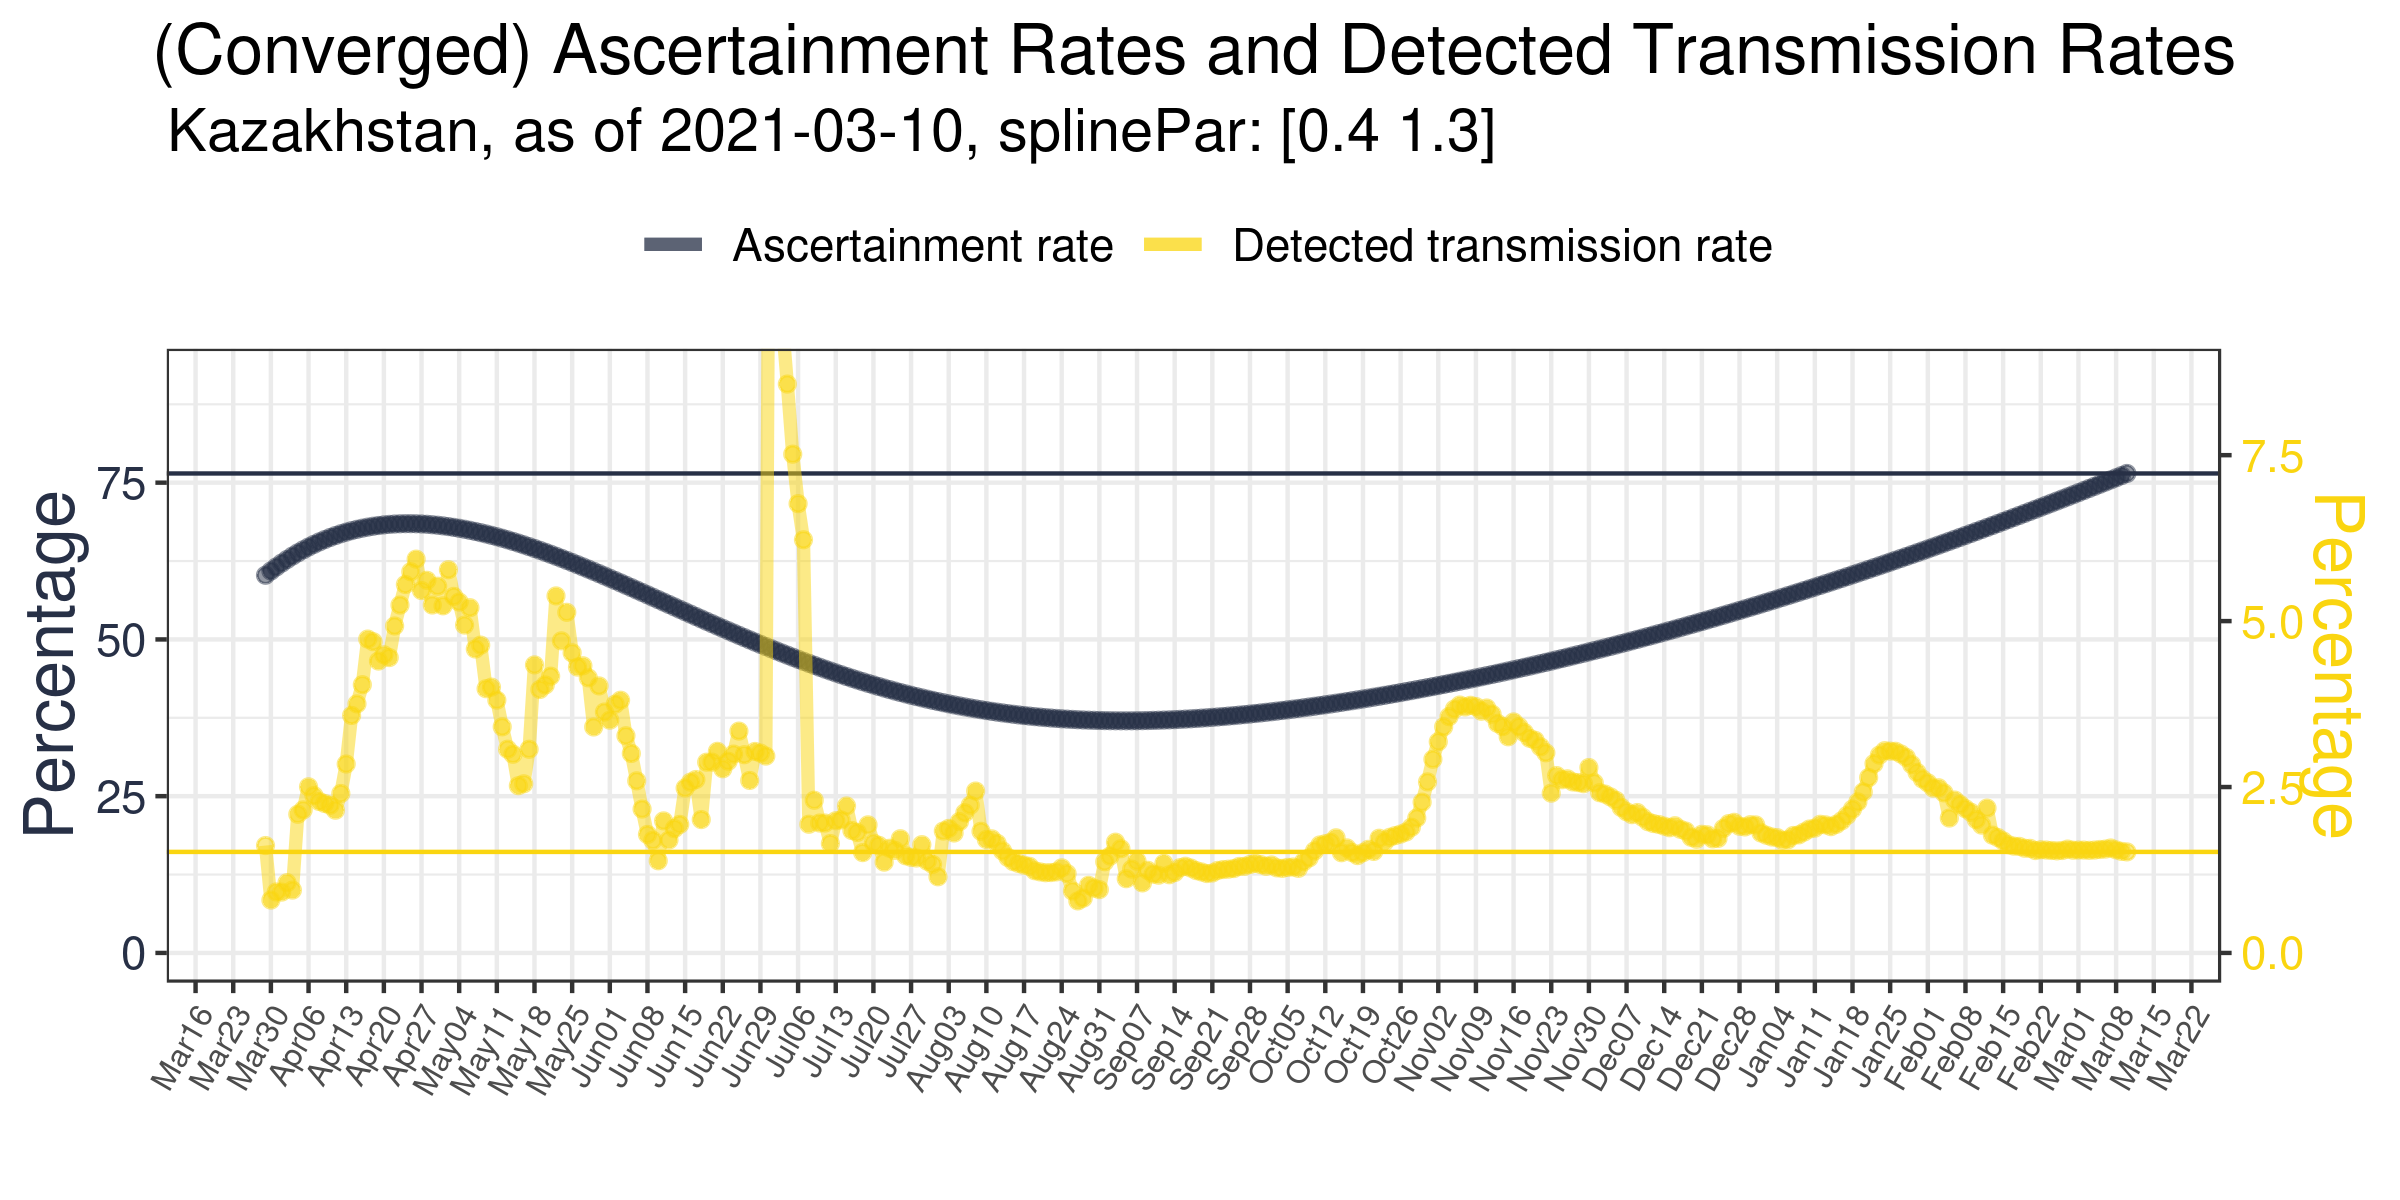 (Converged) Ascertainment Rates and Detected Transmission Rates
Kazakhstan, as of 2021-03-10, splinePar: [0.4 1.3]
Ascertainment rate
Detected transmission rate
Percentage
75
50
25
0
7.5
5.0
2.5
0.0
Percentage
Mar16
Mar23
Mar30
Apr06
Apr13
Apr20
Apr27
May04
May11
May18
May25
Jun01
Jun08
Jun15
Jun22
Jun29
Jul06
Jul13
Jul20
Jul27
Aug03
Aug10
Aug17
Aug24
Aug31
Sep07
Sep14
Sep21
Sep28
Oct05
Oct12
Oct19
Oct26
Nov02
Nov09
Nov16
Nov23
Nov30
Dec07
Dec14
Dec21
Dec28
Jan04
Jan11
Jan18
Jan25
Feb01
Feb08
Feb15
Feb22
Mar01
Mar08
Mar15
Mar22